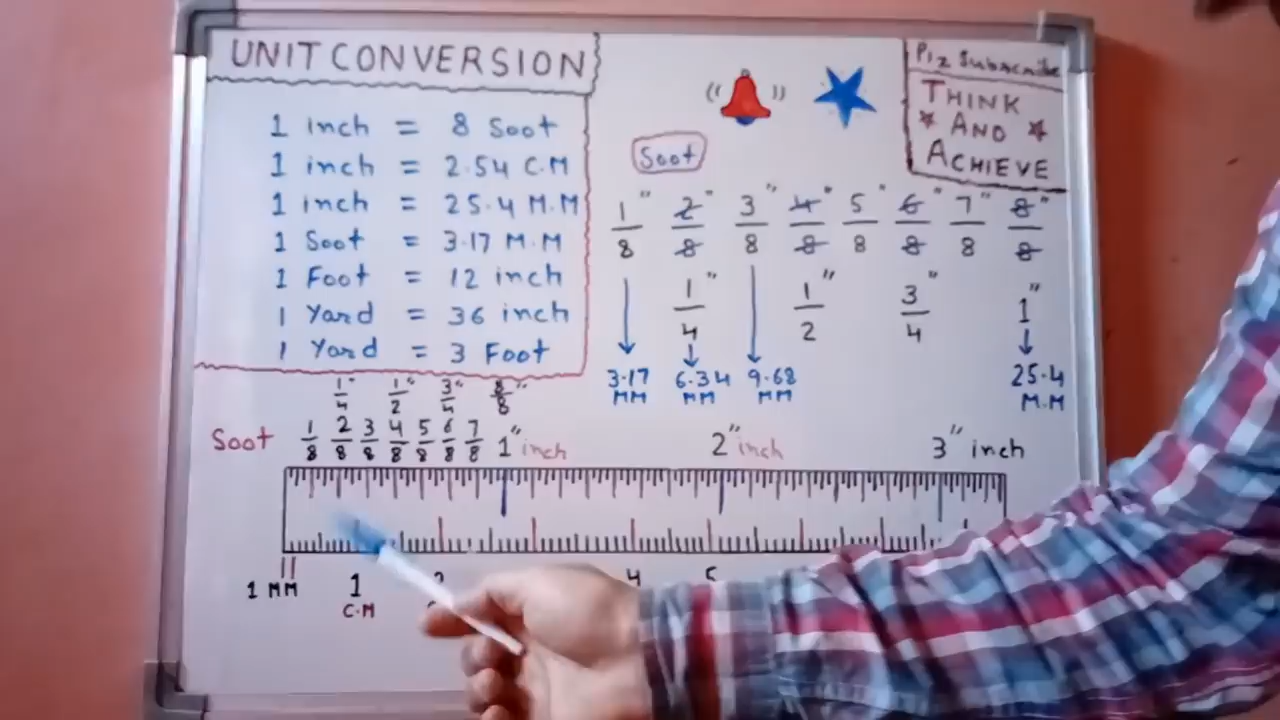 UNIT CONVERSION
1 inch = 8 Soot
1 inch = 2.54 C.M
1 inch = 25.4 M.M
1 Soot = 3.17 M.M
1 Foot = 12 inch
1 Yard = 36 inch
1 Yard = 3 Foot
Plz Subscribe
THINK
AND
ACHIEVE
Soot
1/8" 2/8" 3/8" 4/8" 5/8" 6/8" 7/8" 8/8"
1/4" 1/2" 3/4" 1"
3.17 MM 6.34 MM 9.68 MM 25.4 M.M
1/4" 1/2" 3/4" 8/8"
Soot 1/8 2/8 3/8 4/8 5/8 6/8 7/8 1" inch 2" inch 3" inch
1 MM 1 C.M 2 4 5